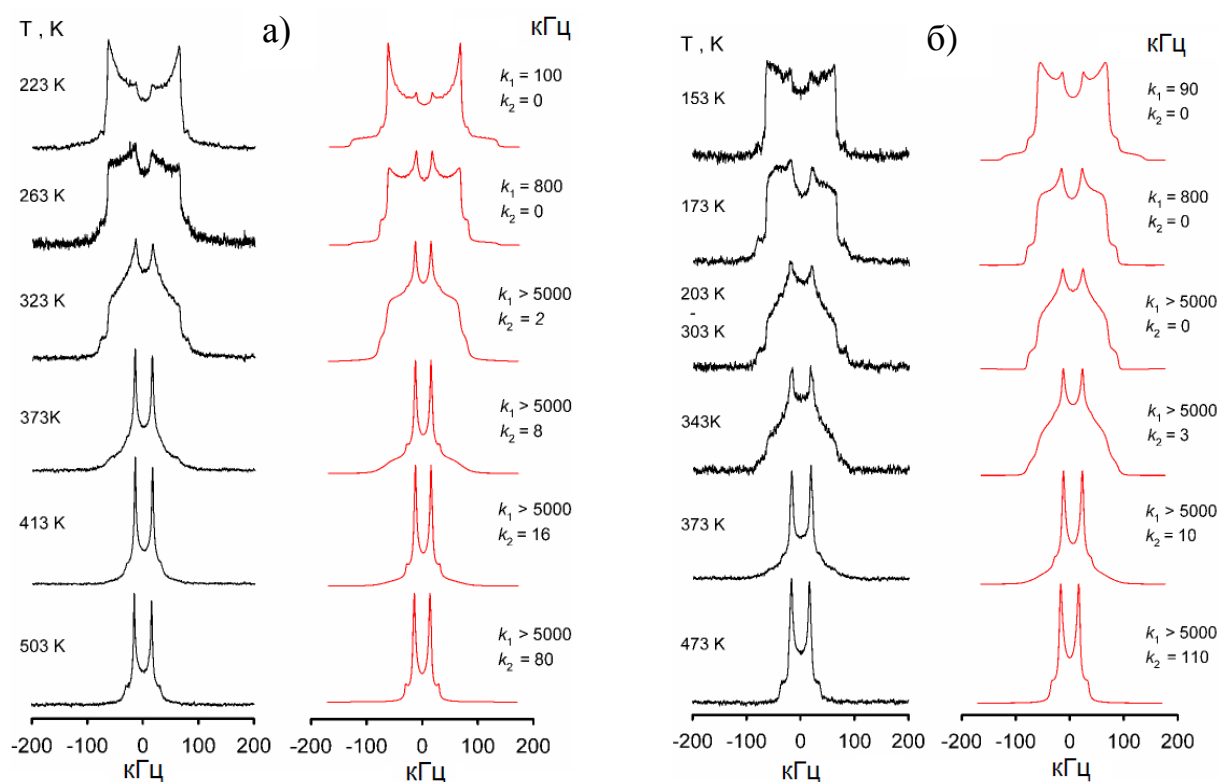 T , K
а)
кГц
223 K
k1 = 100
k2 = 0
263 K
k1 = 800
k2 = 0
323 K
k1 > 5000
k2 = 2
373K
k1 > 5000
k2 = 8
413 K
k1 > 5000
k2 = 16
503 K
k1 > 5000
k2 = 80
-200 -100 0 100 200
кГц
-200 -100 0 100 200
кГц
T , K
б)
кГц
153 K
k1 = 90
k2 = 0
173 K
k1 = 800
k2 = 0
203 K
-
303 K
k1 > 5000
k2 = 0
343K
k1 > 5000
k2 = 3
373 K
k1 > 5000
k2 = 10
473 K
k1 > 5000
k2 = 110
-200 -100 0 100 200
кГц
-200 -100 0 100 200
кГц